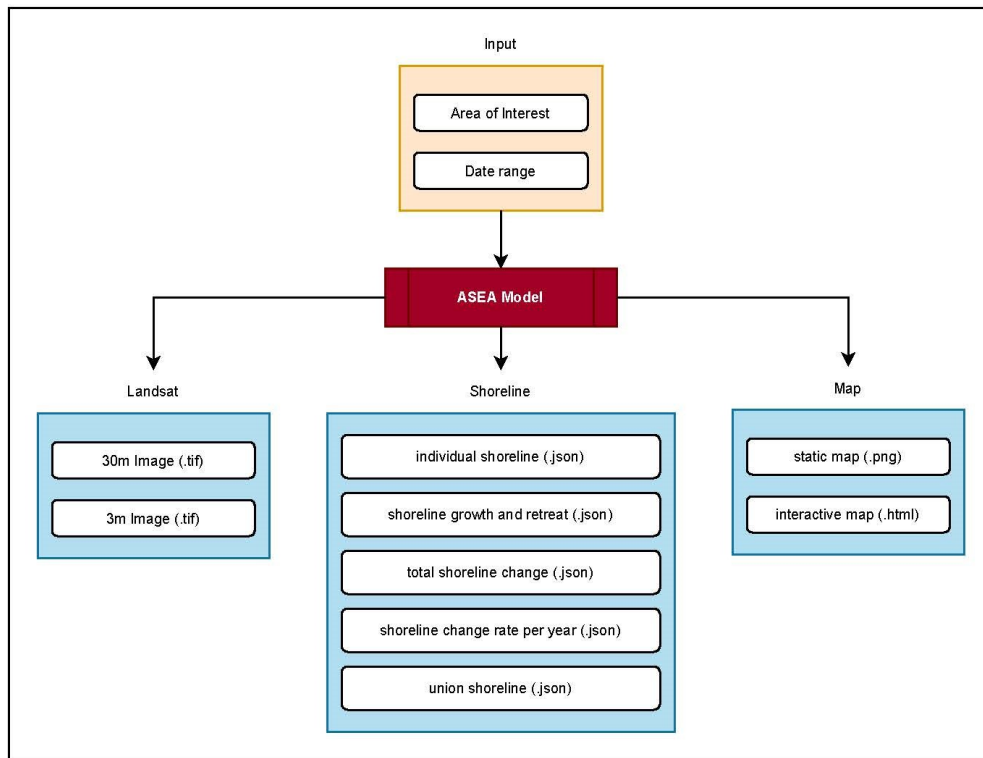 Input
Area of Interest
Date range
ASEA Model
Landsat
30m Image (.tif)
3m Image (.tif)
Shoreline
individual shoreline (.json)
shoreline growth and retreat (.json)
total shoreline change (.json)
shoreline change rate per year (.json)
union shoreline (.json)
Map
static map (.png)
interactive map (.html)